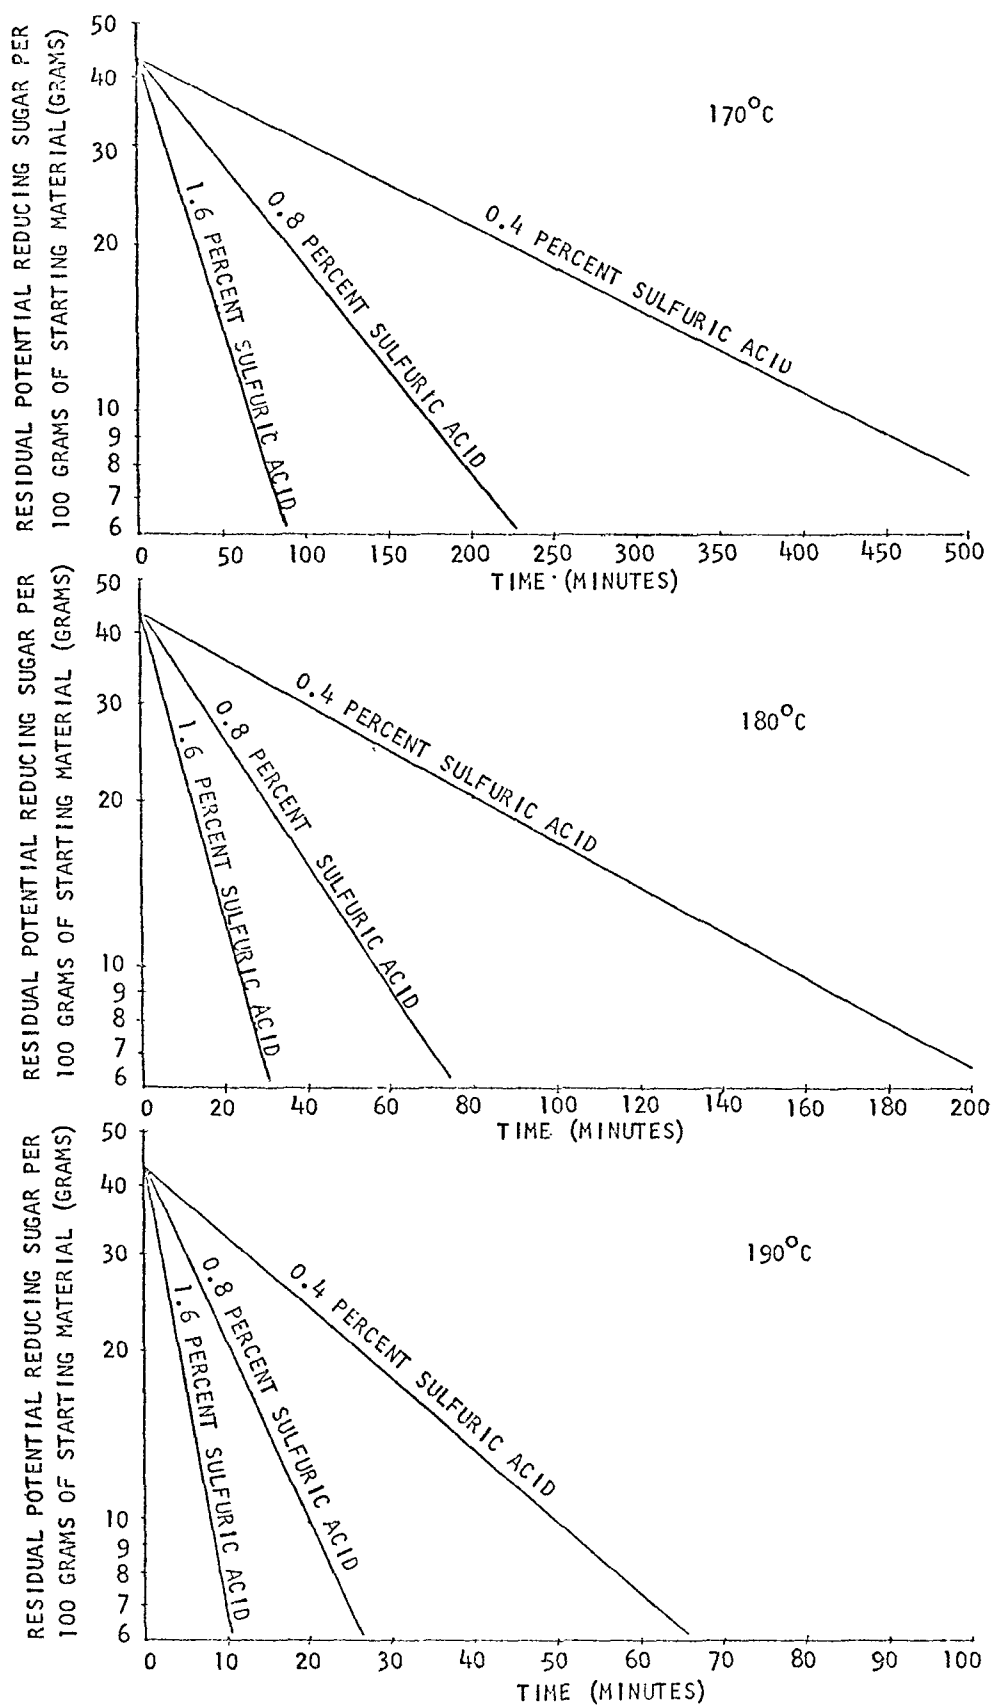 RESIDUAL POTENTIAL REDUCING SUGAR PER
100 GRAMS OF STARTING MATERIAL (GRAMS)
50
40
30
20
10
9
8
7
6
170°C
1.6 PERCENT SULFURIC ACID
0.8 PERCENT SULFURIC ACID
0.4 PERCENT SULFURIC ACID
0 50 100 150 200 250 300 350 400 450 500
TIME (MINUTES)
RESIDUAL POTENTIAL REDUCING SUGAR PER
100 GRAMS OF STARTING MATERIAL (GRAMS)
50
40
30
20
10
9
8
7
6
180°C
1.6 PERCENT SULFURIC ACID
0.8 PERCENT SULFURIC ACID
0.4 PERCENT SULFURIC ACID
0 20 40 60 80 100 120 140 160 180 200
TIME (MINUTES)
RESIDUAL POTENTIAL REDUCING SUGAR PER
100 GRAMS OF STARTING MATERIAL (GRAMS)
50
40
30
20
10
9
8
7
6
190°C
1.6 PERCENT SULFURIC ACID
0.8 PERCENT SULFURIC ACID
0.4 PERCENT SULFURIC ACID
0 10 20 30 40 50 60 70 80 90 100
TIME (MINUTES)